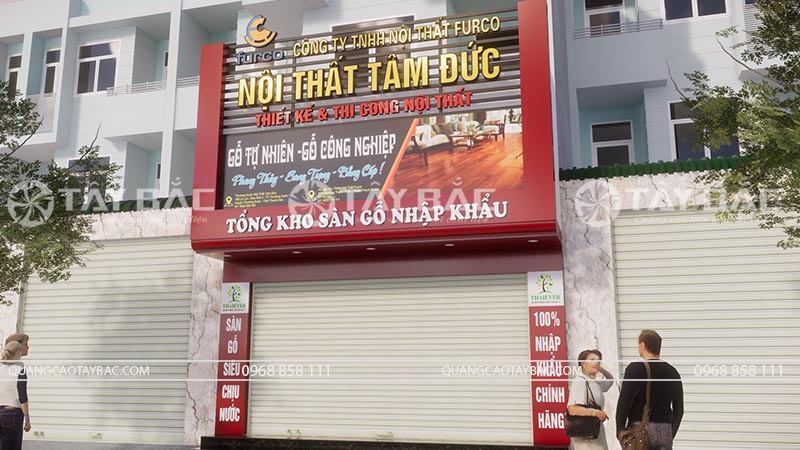 FURCO
CÔNG TY TNHH NỘI THẤT FURCO
NỘI THẤT TÂM ĐỨC
THIẾT KẾ & THI CÔNG NỘI THẤT
GỖ TỰ NHIÊN - GỖ CÔNG NGHIỆP
Phong Thủy - Sang Trọng - Đẳng Cấp !
TỔNG KHO SÀN GỖ NHẬP KHẨU
TÂY BẮC
TÂY BẮC
TÂY BẮC
THAIEVER
SÀN
GỖ
SIÊU
CHỊU
NƯỚC
THAIEVER
100%
NHẬP
KHẨU
CHÍNH
HÃNG
QUANGCAOTAYBAC.COM
0968 858 111
QUANGCAOTAYBAC.COM
0968 858 111